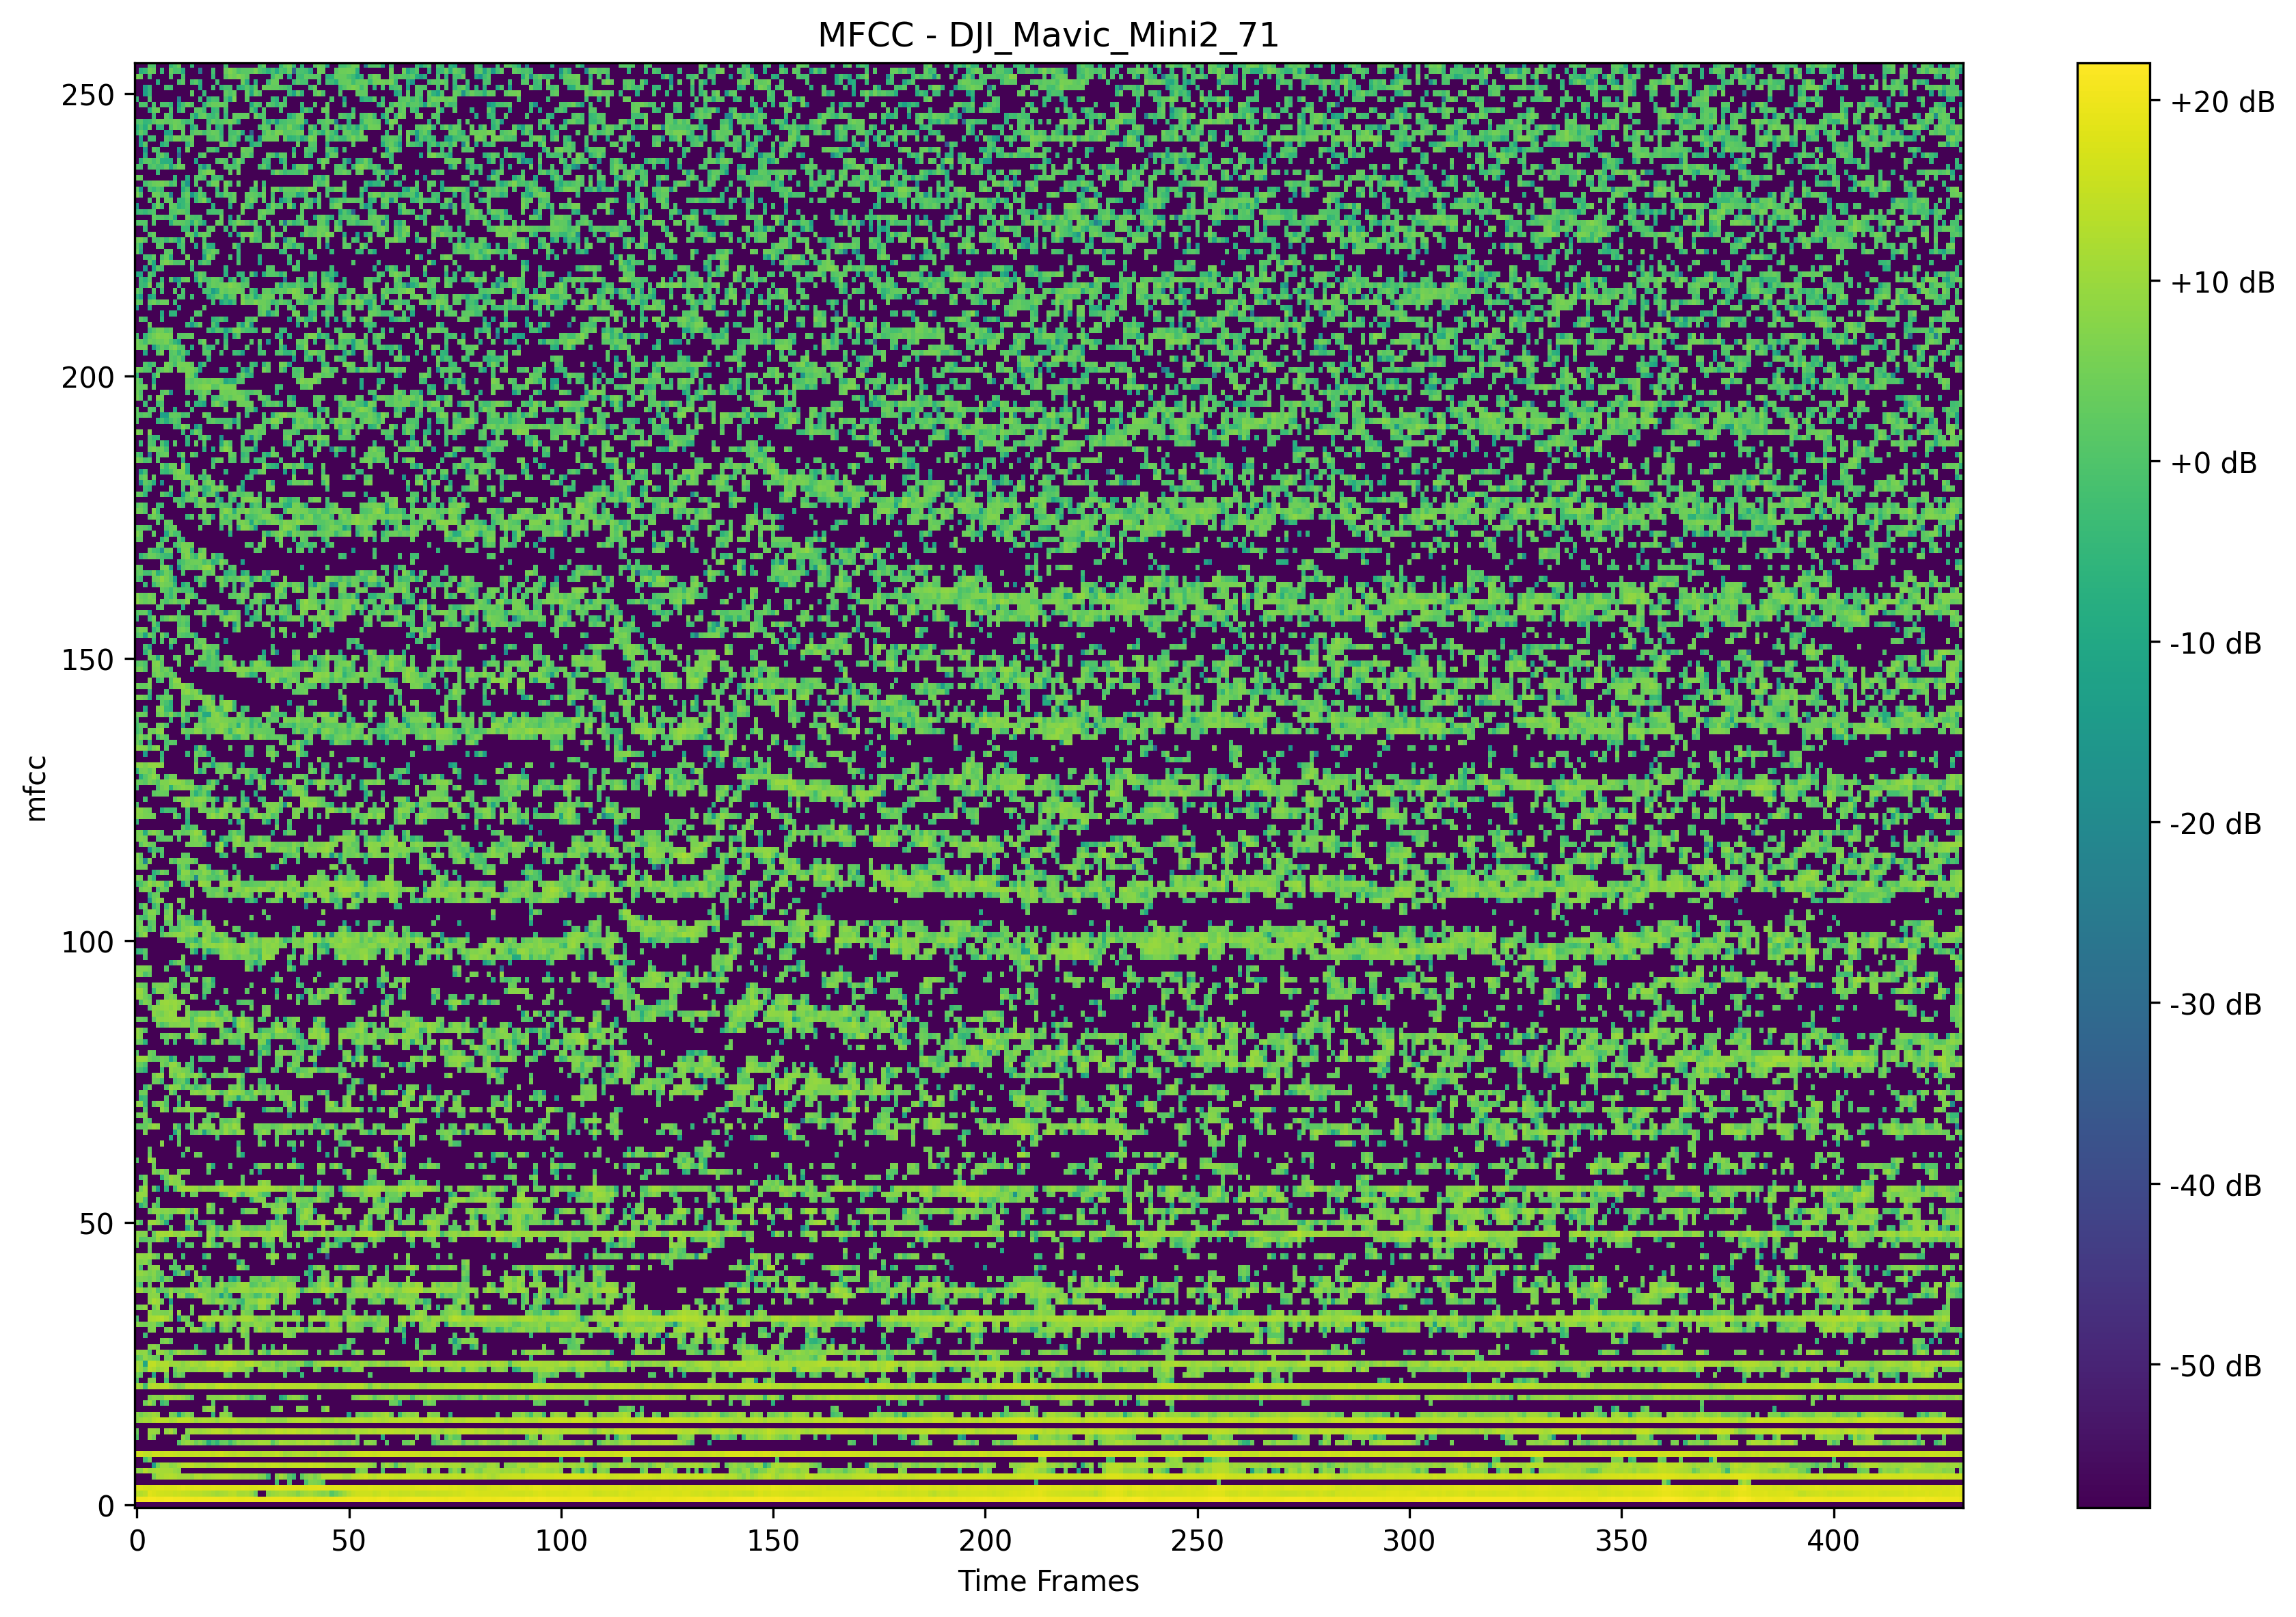 MFCC - DJI_Mavic_Mini2_71
250
200
150
100
50
0
mfcc
0 50 100 150 200 250 300 350 400
Time Frames
+20 dB
+10 dB
+0 dB
-10 dB
-20 dB
-30 dB
-40 dB
-50 dB